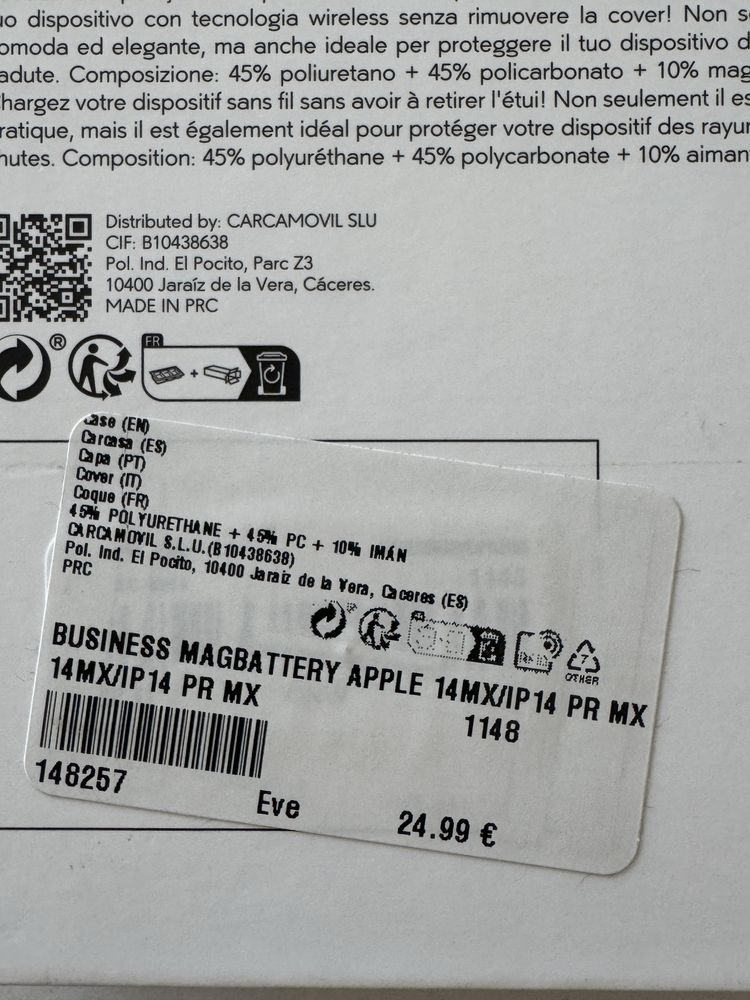 uo dispositivo con tecnologia wireless senza rimuovere la cover! Non s
omoda ed elegante, ma anche ideale per proteggere il tuo dispositivo d
adute. Composizione: 45% poliuretano + 45% policarbonato + 10% mag
hargez votre dispositif sans fil sans avoir à retirer l'étui! Non seulement il es
ratique, mais il est également idéal pour protéger votre dispositif des rayur
hutes. Composition: 45% polyuréthane + 45% polycarbonate + 10% aiman
Distributed by: CARCAMOVIL SLU
CIF: B10438638
Pol. Ind. El Pocito, Parc Z3
10400 Jaraíz de la Vera, Cáceres.
MADE IN PRC
®
FR
Case (EN)
Carcasa (ES)
Capa (PT)
Cover (IT)
Coque (FR)
45% POLYURETHANE + 45% PC + 10% IMÁN
CARCAMOVIL S.L.U.(B10438638)
Pol. Ind. El Pocito, 10400 Jaraiz de la Vera, Caceres (ES)
PRC
7
OTHER
BUSINESS MAGBATTERY APPLE 14MX/IP14 PR MX
14MX/IP14 PR MX
1148
148257
Eve
24.99 €